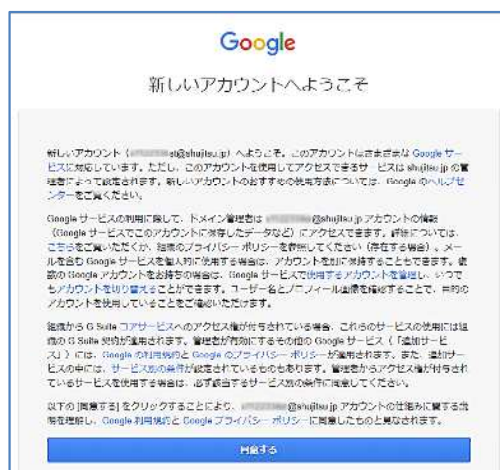 Google
新しいアカウントへようこそ
新しいアカウント（st@shujitsu.jp）へようこそ。このアカウントはさまざまな Google サー
ビスに対応しています。ただし、このアカウントを使用してアクセスできるサービスは shujitsu.jp の管
理者によって設定されます。新しいアカウントのおすすめの使用方法については、Google のヘルプセ
ンターをご覧ください。
Google サービスの利用に際して、ドメイン管理者は @shujitsu.jp アカウントの情報
（Google サービスでこのアカウントに保存したデータなど）にアクセスできます。詳細については、
こちらをご覧いただくか、組織のプライバシー ポリシーを参照してください（存在する場合）。メー
ルを含む Google サービスを個人的に使用する場合は、アカウントを別に保持することもできます。複
数の Google アカウントをお持ちの場合は、Google サービスで使用するアカウントを管理し、いつで
もアカウントを切り替えることができます。ユーザー名とプロフィール画像を確認することで、目的の
アカウントを使用していることをご確認いただけます。
組織から G Suite コアサービスへのアクセス権が付与されている場合、これらのサービスの使用には組
織の G Suite 契約が適用されます。管理者が有効にするその他の Google サービス（「追加サービ
ス」）には、Google の利用規約と Google のプライバシー ポリシーが適用されます。また、追加サー
ビスの中には、サービス別の条件が設定されているものもあります。管理者からアクセス権が付与され
ているサービスを使用する場合は、必ず該当するサービス別の条件に同意してください。
以下の [同意する] をクリックすることにより、@shujitsu.jp アカウントの仕組みに関する説
明を理解し、Google 利用規約と Google プライバシー ポリシーに同意したものと見なされます。
同意する